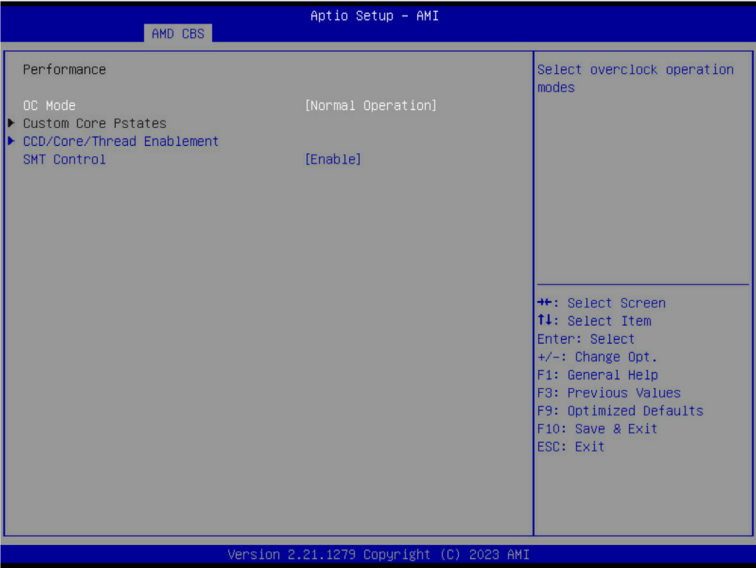 Aptio Setup – AMI
AMD CBS
Performance
OC Mode [Normal Operation]
Custom Core Pstates
CCD/Core/Thread Enablement
SMT Control [Enable]
Select overclock operation
modes
→←: Select Screen
↑↓: Select Item
Enter: Select
+/-: Change Opt.
F1: General Help
F3: Previous Values
F9: Optimized Defaults
F10: Save & Exit
ESC: Exit
Version 2.21.1279 Copyright (C) 2023 AMI